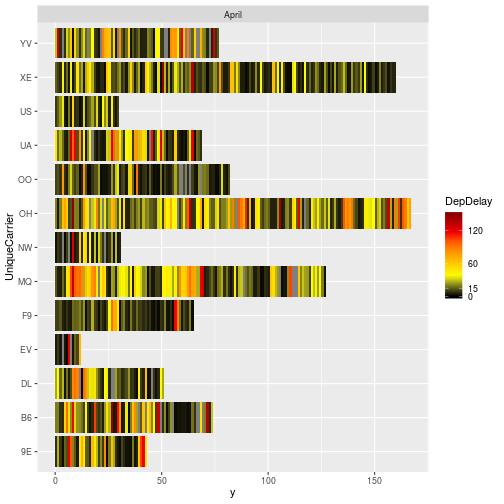 April
UniqueCarrier
YV
XE
US
UA
OO
OH
NW
MQ
F9
EV
DL
B6
9E
0 50 100 150
y
DepDelay
120
60
15
0